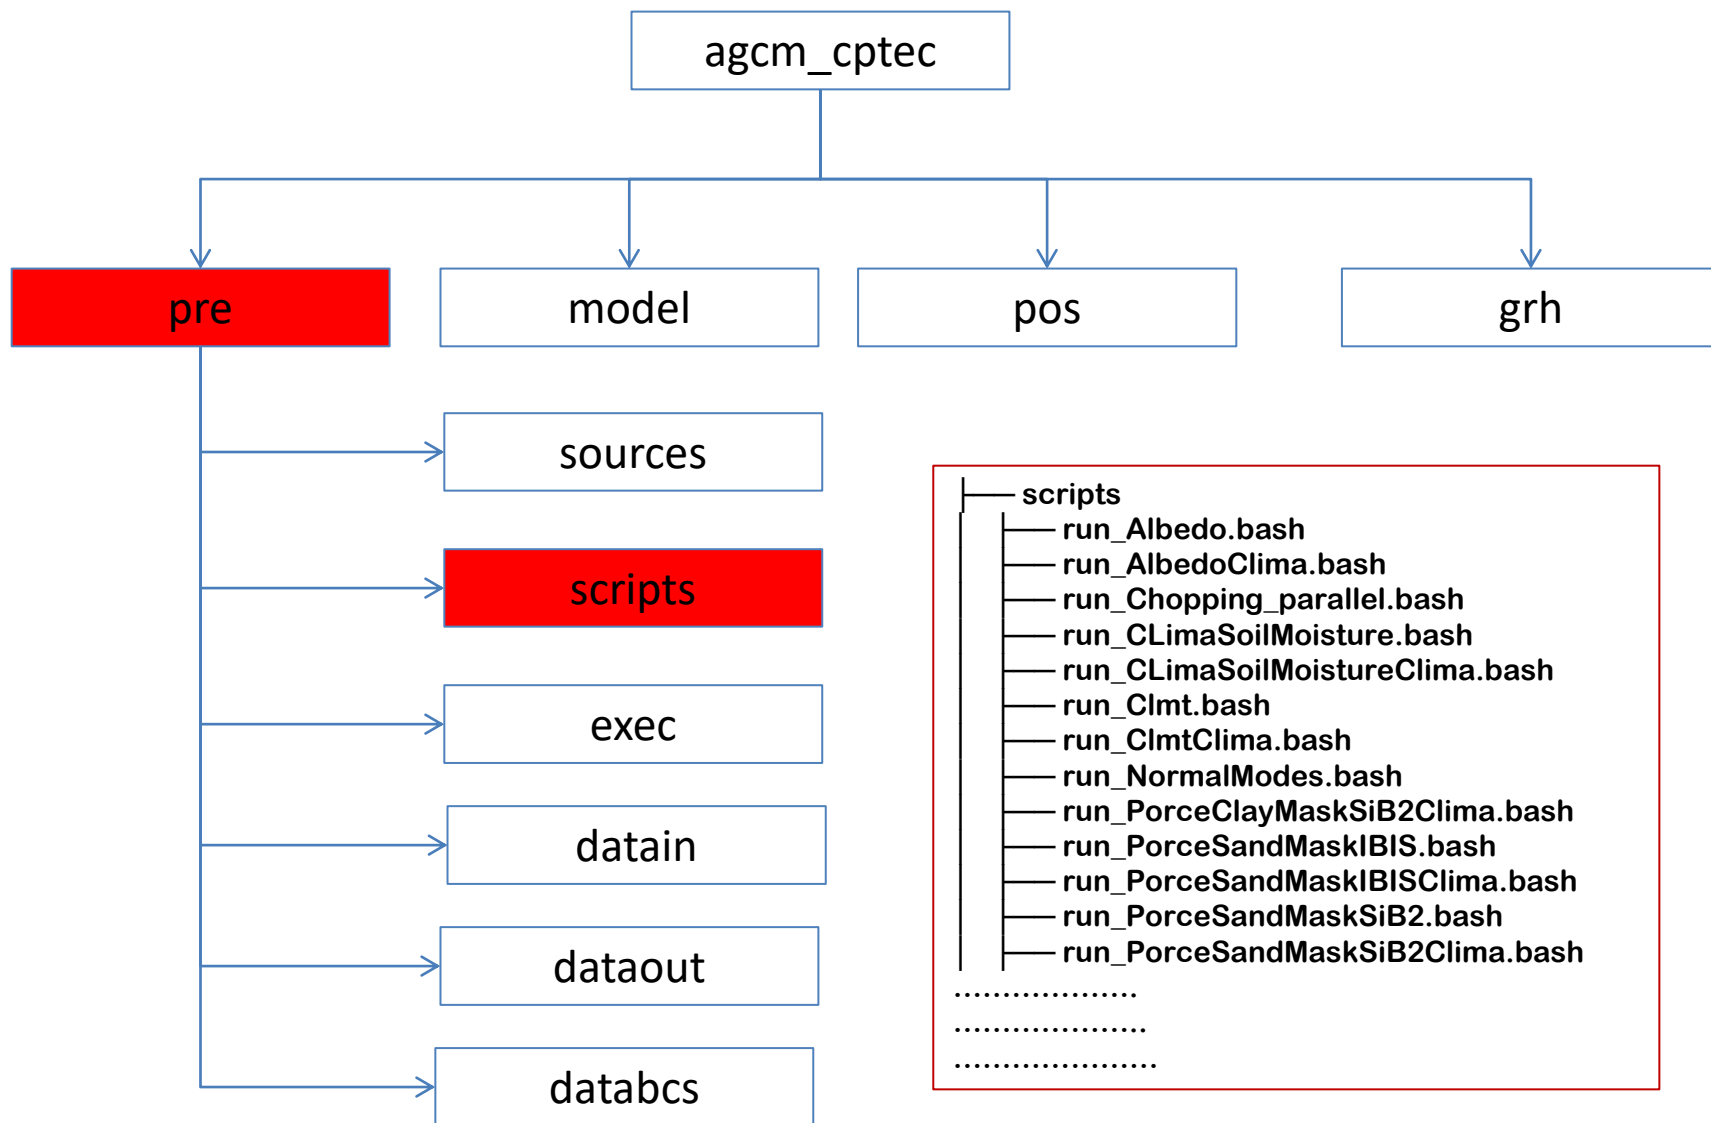 agcm_cptec
pre
model
pos
grh
sources
scripts
exec
datain
dataout
databcs
├── scripts
│ ├── run_Albedo.bash
│ ├── run_AlbedoClima.bash
│ ├── run_Chopping_parallel.bash
│ ├── run_CLimaSoilMoisture.bash
│ ├── run_CLimaSoilMoistureClima.bash
│ ├── run_Clmt.bash
│ ├── run_ClmtClima.bash
│ ├── run_NormalModes.bash
│ ├── run_PorceClayMaskSiB2Clima.bash
│ ├── run_PorceSandMaskIBIS.bash
│ ├── run_PorceSandMaskIBISClima.bash
│ ├── run_PorceSandMaskSiB2.bash
│ ├── run_PorceSandMaskSiB2Clima.bash
...................
....................
.....................